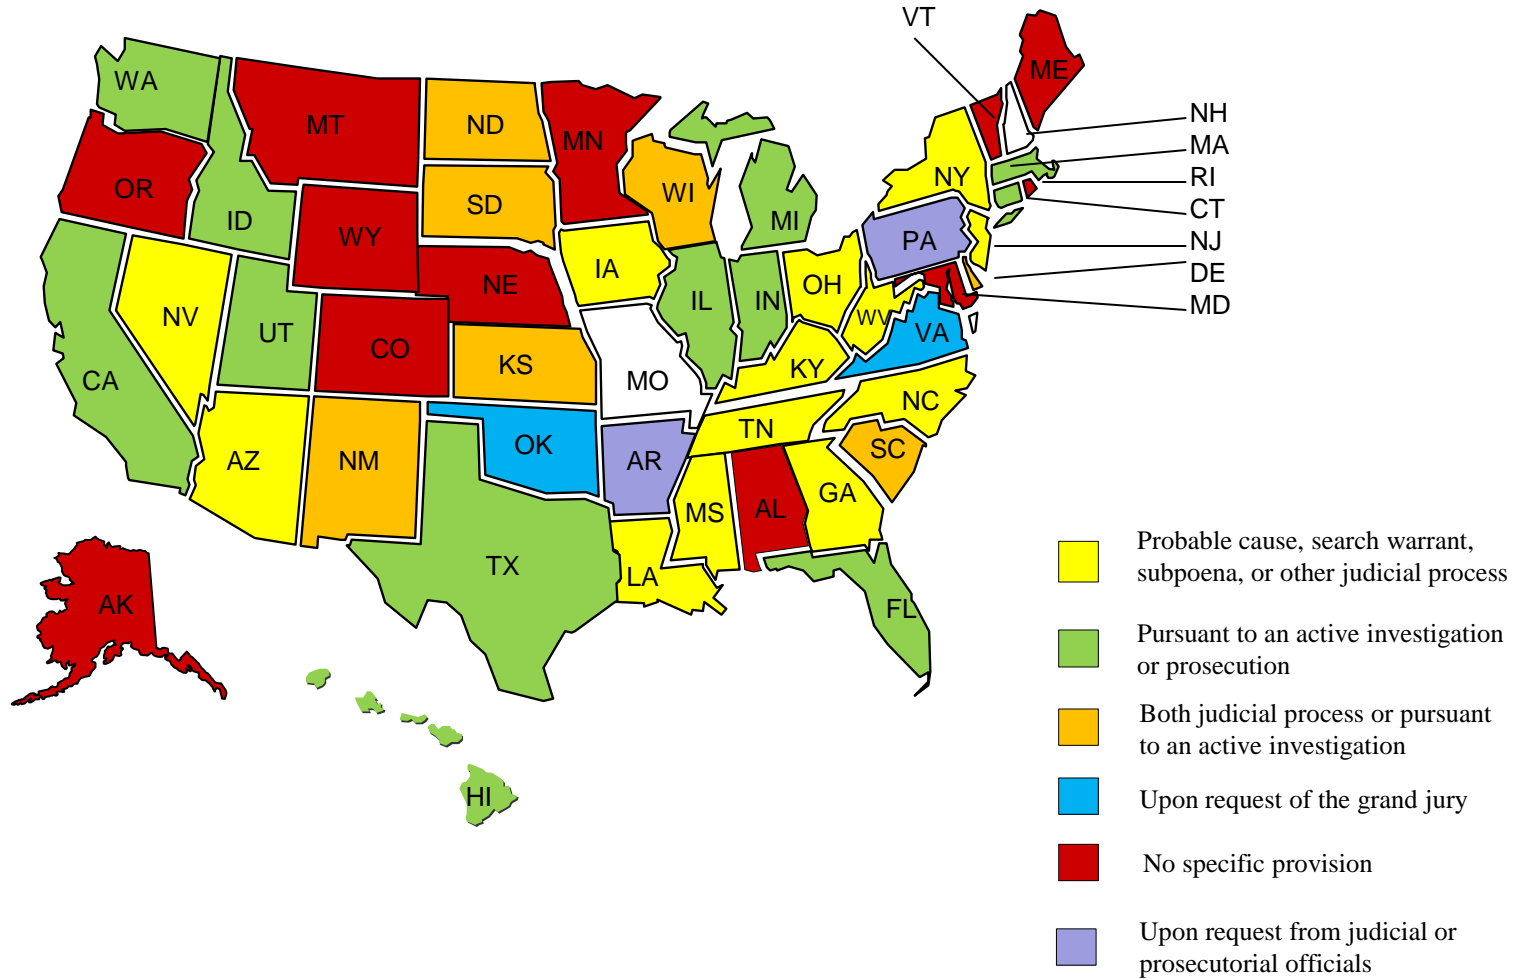 VT
WA
ME
MT
ND
MN
NH
MA
OR
ID
SD
WI
NY
RI
MI
CT
WY
PA
NJ
IA
NE
OH
DE
NV
UT
IL
IN
WV
VA
MD
CO
KS
KY
CA
MO
NC
AZ
NM
OK
AR
TN
SC
MS
AL
GA
TX
LA
FL
AK
HI
Probable cause, search warrant,
subpoena, or other judicial process
Pursuant to an active investigation
or prosecution
Both judicial process or pursuant
to an active investigation
Upon request of the grand jury
No specific provision
Upon request from judicial or
prosecutorial officials